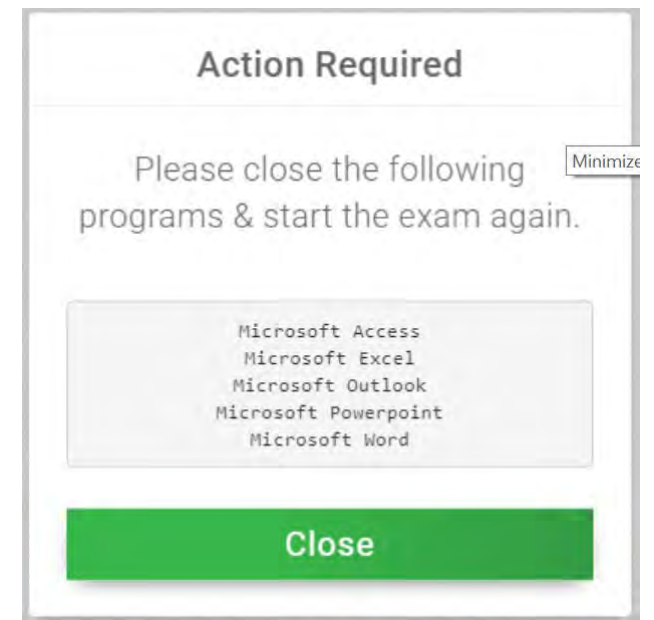 Action Required
Minimize
Please close the following
programs & start the exam again.
Microsoft Access
Microsoft Excel
Microsoft Outlook
Microsoft Powerpoint
Microsoft Word
Close